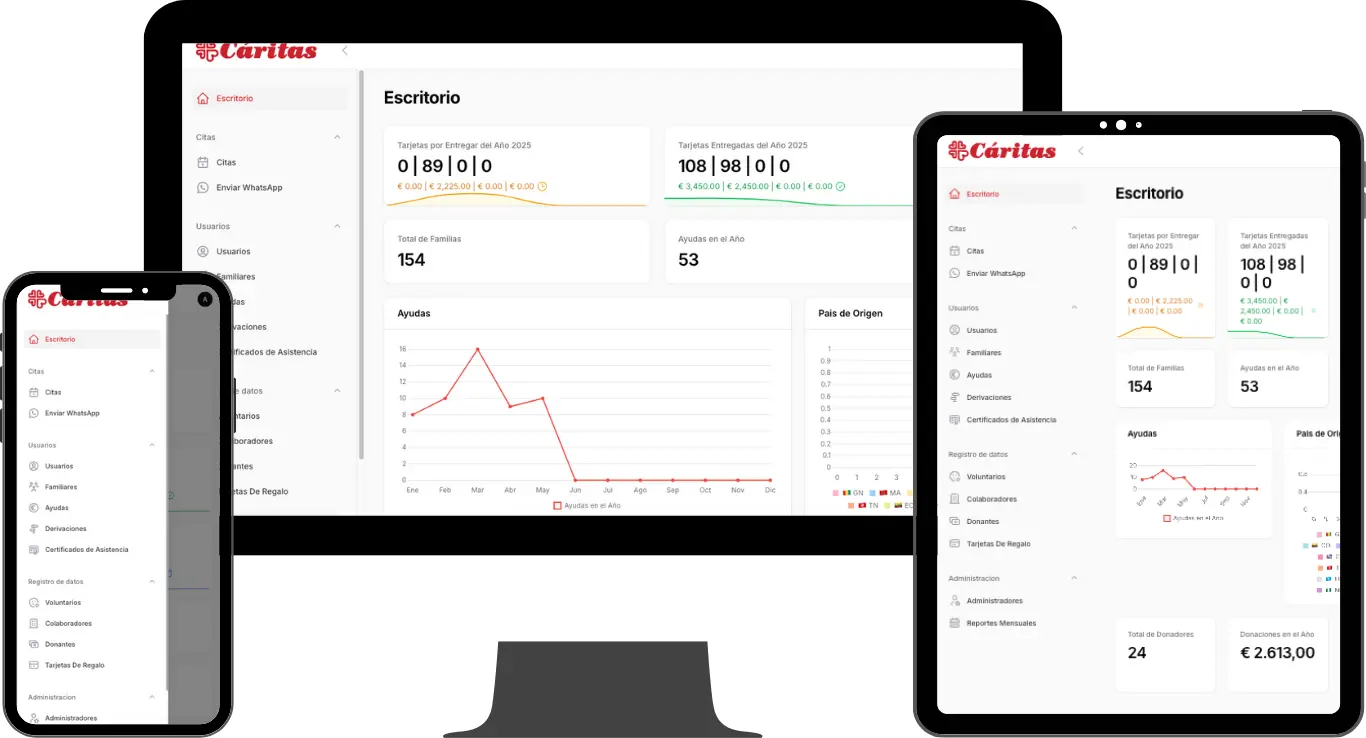 Cáritas
Escritorio
Citas
Citas
Enviar WhatsApp
Usuarios
Usuarios
Familiares
Certificados de Asistencia
Tarjetas De Regalo
Escritorio
Tarjetas por Entregar del Año 2025
0 | 89 | 0 | 0
€ 0.00 | € 2,225.00 | € 0.00 | € 0.00
Tarjetas Entregadas del Año 2025
108 | 98 | 0 | 0
€ 3,450.00 | € 2,450.00 | € 0.00 | € 0.00
Total de Familias
154
Ayudas en el Año
53
Ayudas
16
14
12
10
8
6
4
2
0
Ene Feb Mar Abr May Jun Jul Ago Sep Oct Nov Dic
Ayudas en el Año
Pais de Origen
1
0.9
0.8
0.7
0.6
0.5
0.4
0.3
0.2
0.1
0
0 1 2 3
GN MA
TN EC
Cáritas
A
Escritorio
Citas
Citas
Enviar WhatsApp
Usuarios
Usuarios
Familiares
Ayudas
Derivaciones
Certificados de Asistencia
Registro de datos
Voluntarios
Colaboradores
Donantes
Tarjetas De Regalo
Administracion
Administradores
Cáritas
Escritorio
Citas
Citas
Enviar WhatsApp
Usuarios
Usuarios
Familiares
Ayudas
Derivaciones
Certificados de Asistencia
Registro de datos
Voluntarios
Colaboradores
Donantes
Tarjetas De Regalo
Administracion
Administradores
Reportes Mensuales
Escritorio
Tarjetas por Entregar
del Año 2025
0 | 89 | 0 |
0
€ 0.00 | € 2,225.00
| € 0.00 | € 0.00
Tarjetas Entregadas
del Año 2025
108 | 98 |
0 | 0
€ 3,450.00 | €
2,450.00 | € 0.00 |
€ 0.00
Total de Familias
154
Ayudas en el Año
53
Ayudas
20
10
0
Ene Mar May Jul Sep Nov
Ayudas en el Año
Pais de Ori
0.8
0.4
0
Total de Donadores
24
Donaciones en el Año
€ 2.613,00